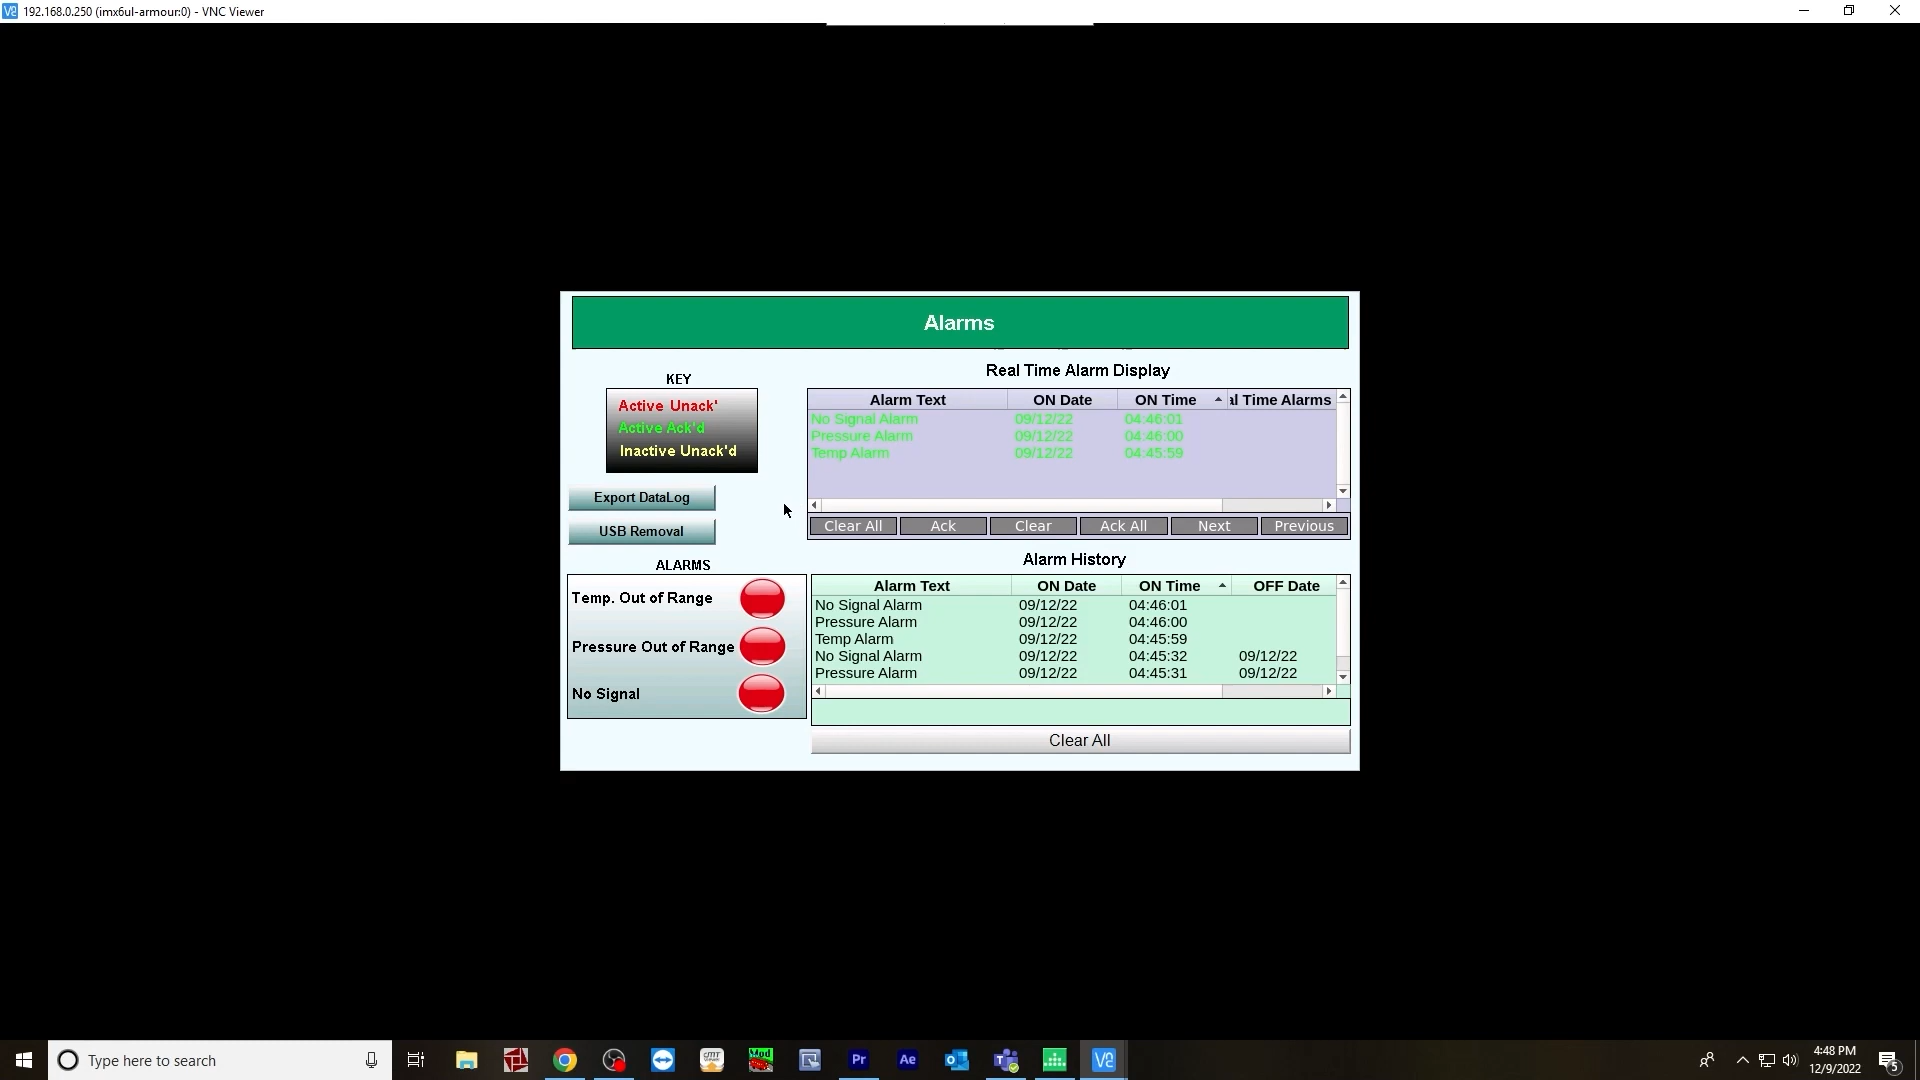 192.168.0.250 (imx6ul-armour:0) - VNC Viewer
Alarms
KEY
Active Unack'
Active Ack'd
Inactive Unack'd
Export DataLog
USB Removal
Real Time Alarm Display
Alarm Text ON Date ON Time al Time Alarms
No Signal Alarm 09/12/22 04:46:01
Pressure Alarm 09/12/22 04:46:00
Temp Alarm 09/12/22 04:45:59
Clear All Ack Clear Ack All Next Previous
ALARMS
Temp. Out of Range
Pressure Out of Range
No Signal
Alarm History
Alarm Text ON Date ON Time OFF Date
No Signal Alarm 09/12/22 04:46:01
Pressure Alarm 09/12/22 04:46:00
Temp Alarm 09/12/22 04:45:59
No Signal Alarm 09/12/22 04:45:32 09/12/22
Pressure Alarm 09/12/22 04:45:31 09/12/22
Clear All
Type here to search
Pr
Ae
4:48 PM
12/9/2022
5